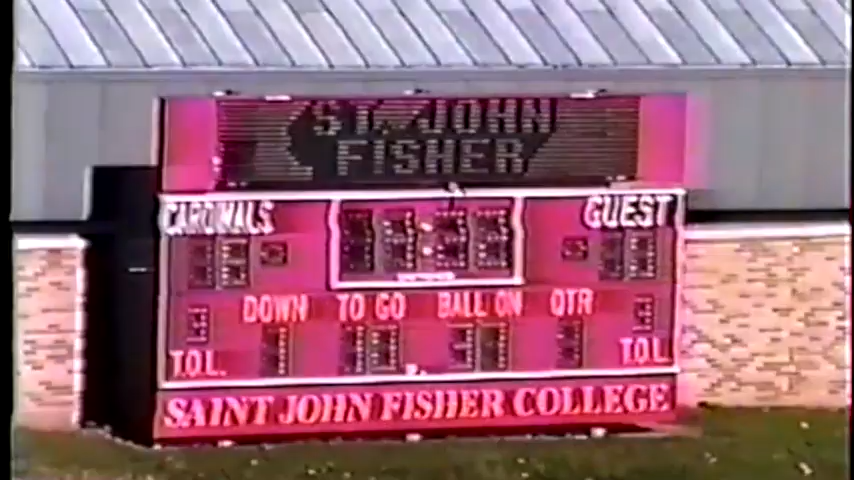 ST. JOHN
FISHER
CARDINALS GUEST
DOWN TO GO BALL ON QTR
T.O.L. T.O.L.
SAINT JOHN FISHER COLLEGE